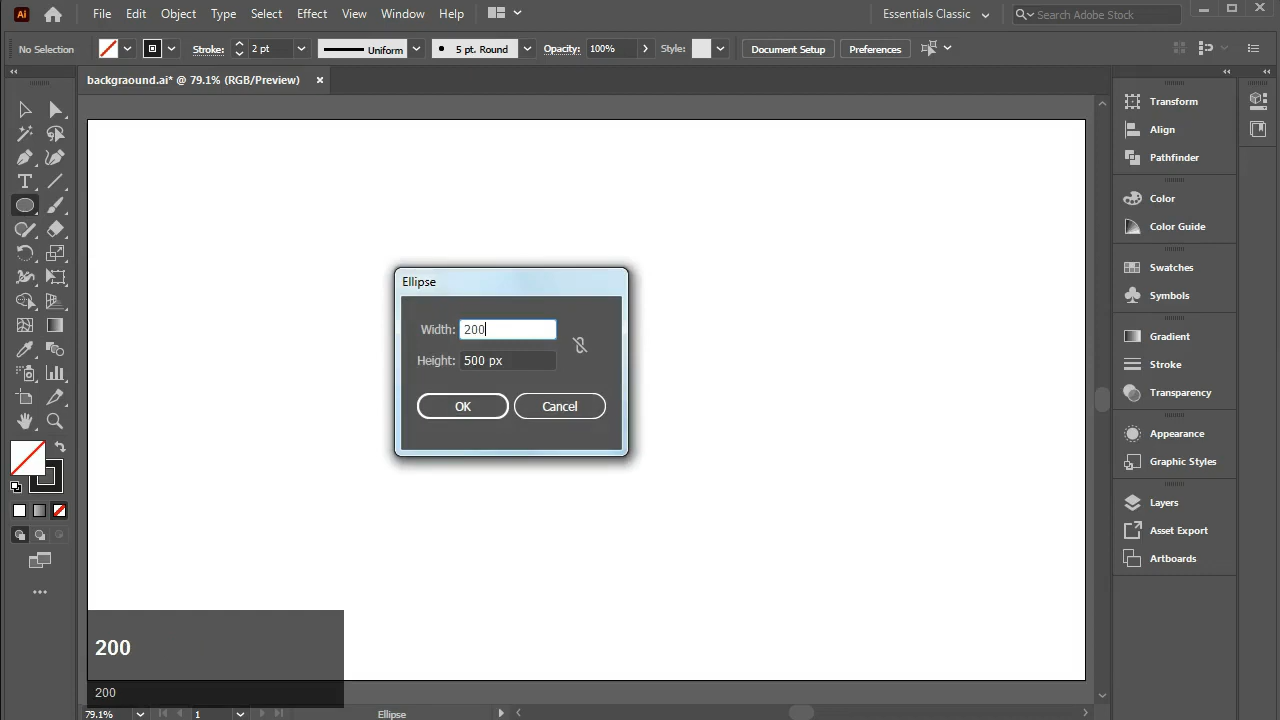 Ai File Edit Object Type Select Effect View Window Help Essentials Classic Search Adobe Stock
No Selection Stroke: 2 pt Uniform 5 pt. Round Opacity: 100% Style: Document Setup Preferences
backgraound.ai* @ 79.1% (RGB/Preview) ×
Transform
Align
Pathfinder
Color
Color Guide
Swatches
Symbols
Gradient
Stroke
Transparency
Appearance
Graphic Styles
Layers
Asset Export
Artboards
Ellipse
Width: 200
Height: 500 px
OK Cancel
200
200
79.1% 1 Ellipse